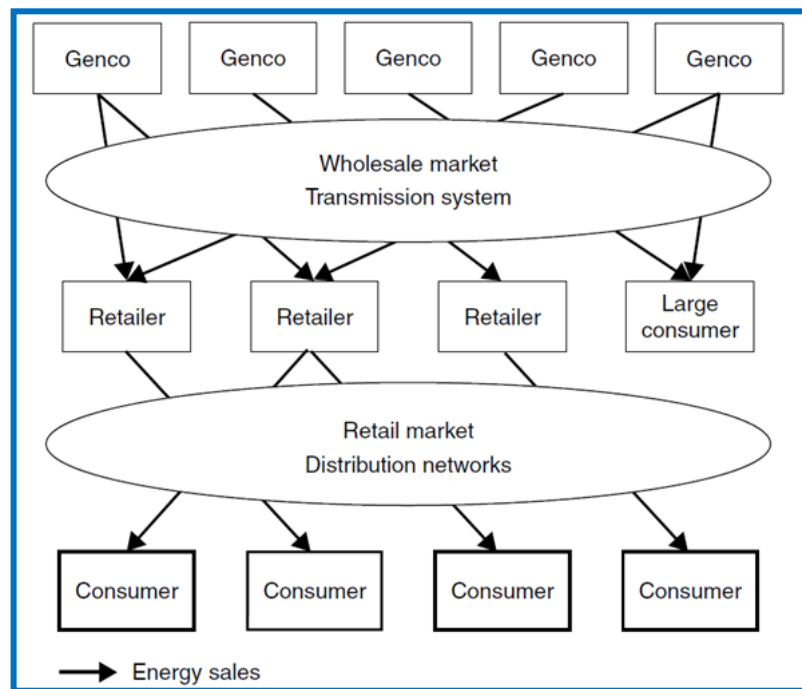 Genco
Genco
Genco
Genco
Genco
Wholesale market
Transmission system
Retailer
Retailer
Retailer
Large
consumer
Retail market
Distribution networks
Consumer
Consumer
Consumer
Consumer
Energy sales